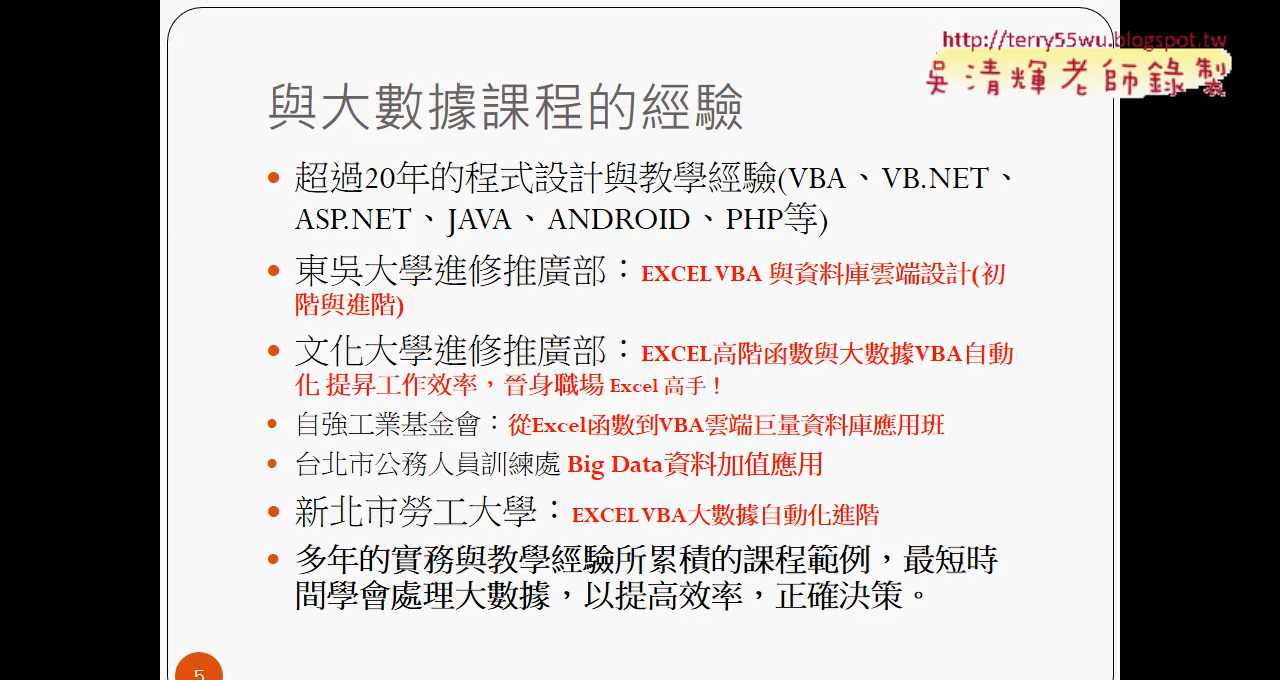 http://terry55wu.blogspot.tw
吳清輝老師錄製
與大數據課程的經驗
• 超過20年的程式設計與教學經驗(VBA、VB.NET、
ASP.NET、JAVA、ANDROID、PHP等)
• 東吳大學進修推廣部：EXCEL VBA 與資料庫雲端設計(初
階與進階)
• 文化大學進修推廣部：EXCEL高階函數與大數據VBA自動
化 提昇工作效率，晉身職場 Excel 高手！
• 自強工業基金會：從Excel函數到VBA雲端巨量資料庫應用班
• 台北市公務人員訓練處 Big Data資料加值應用
• 新北市勞工大學：EXCEL VBA大數據自動化進階
• 多年的實務與教學經驗所累積的課程範例，最短時
間學會處理大數據，以提高效率，正確決策。
5